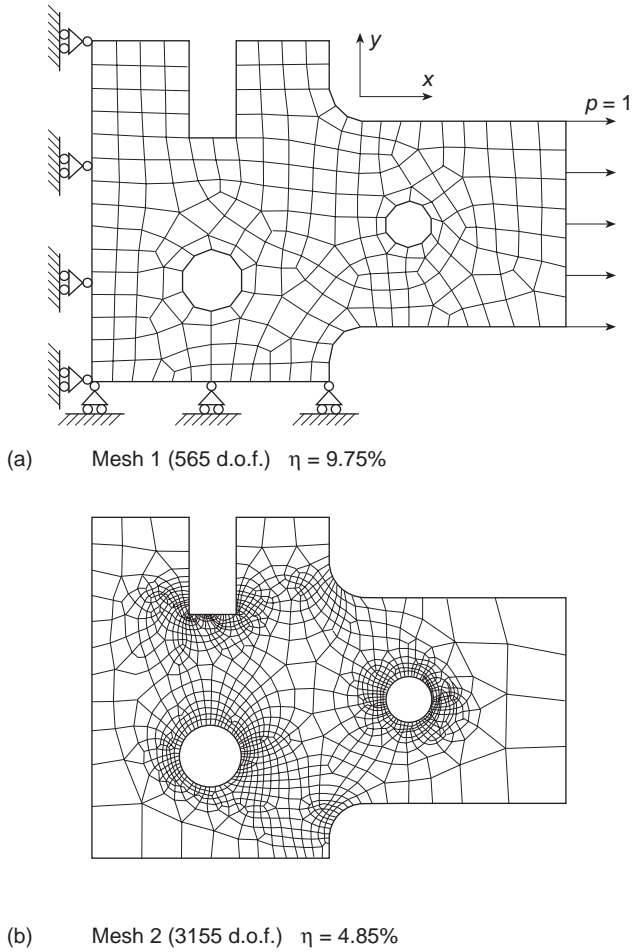 y
x
p = 1
(a) Mesh 1 (565 d.o.f.) η = 9.75%
(b) Mesh 2 (3155 d.o.f.) η = 4.85%